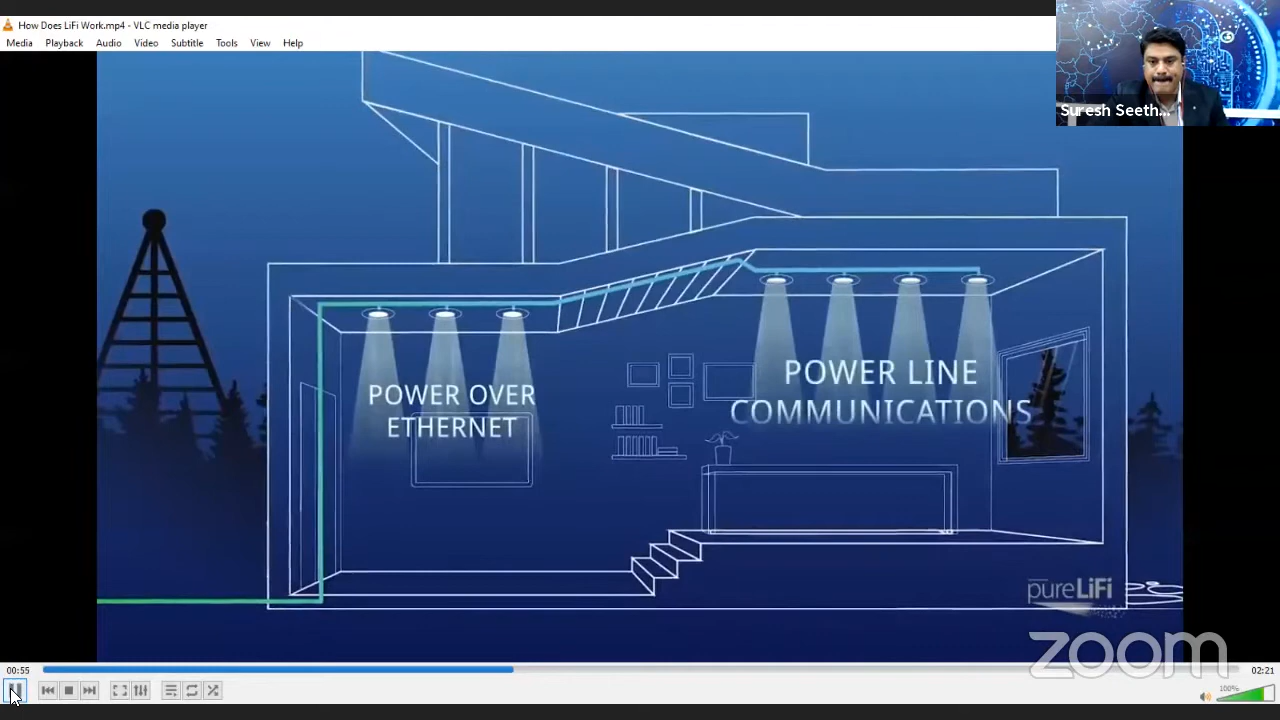 How Does LiFi Work.mp4 - VLC media player
Media Playback Audio Video Subtitle Tools View Help
Suresh Seeth...
POWER OVER
ETHERNET
POWER LINE
COMMUNICATIONS
pureLiFi
zoom
00:55
02:21
100%